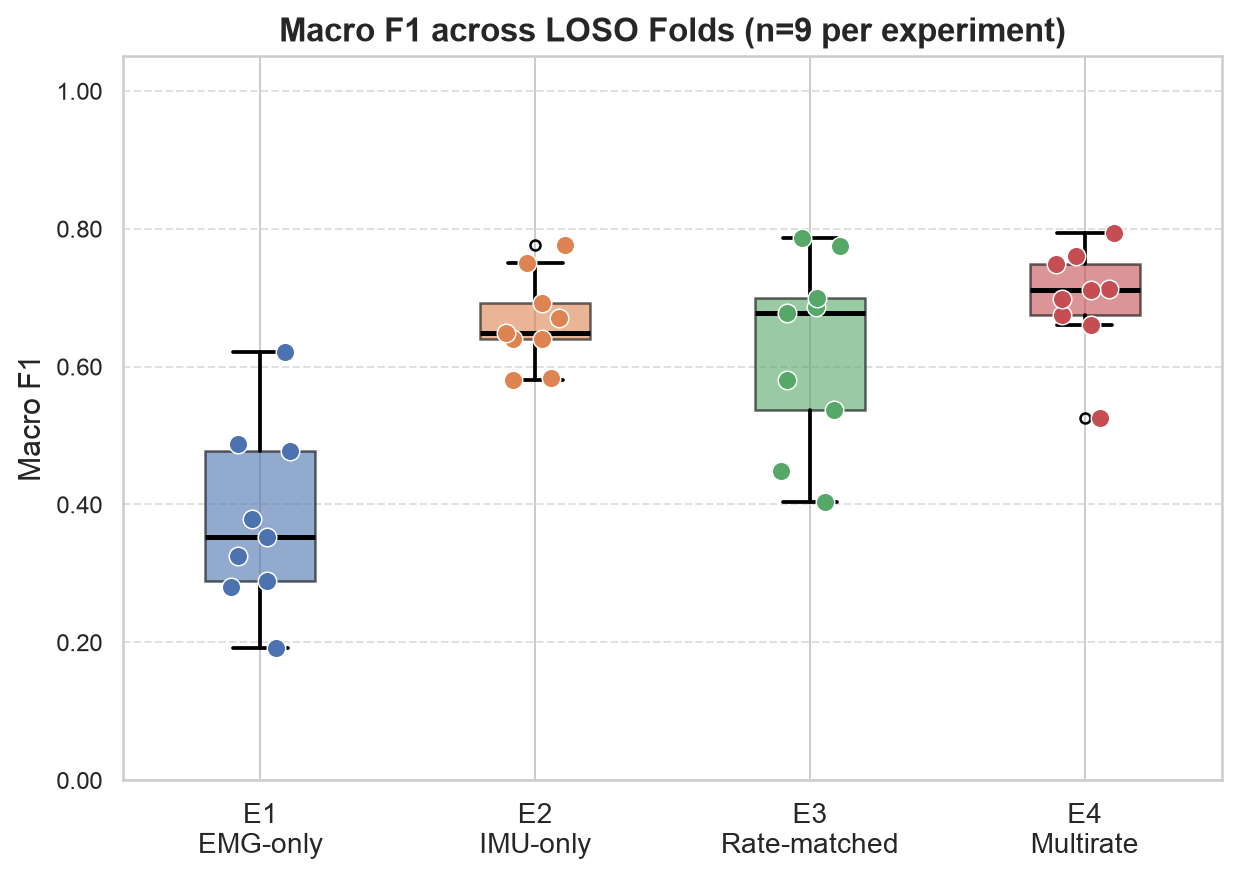 Macro F1 across LOSO Folds (n=9 per experiment)
Macro F1
1.00
0.80
0.60
0.40
0.20
0.00
E1
EMG-only
E2
IMU-only
E3
Rate-matched
E4
Multirate